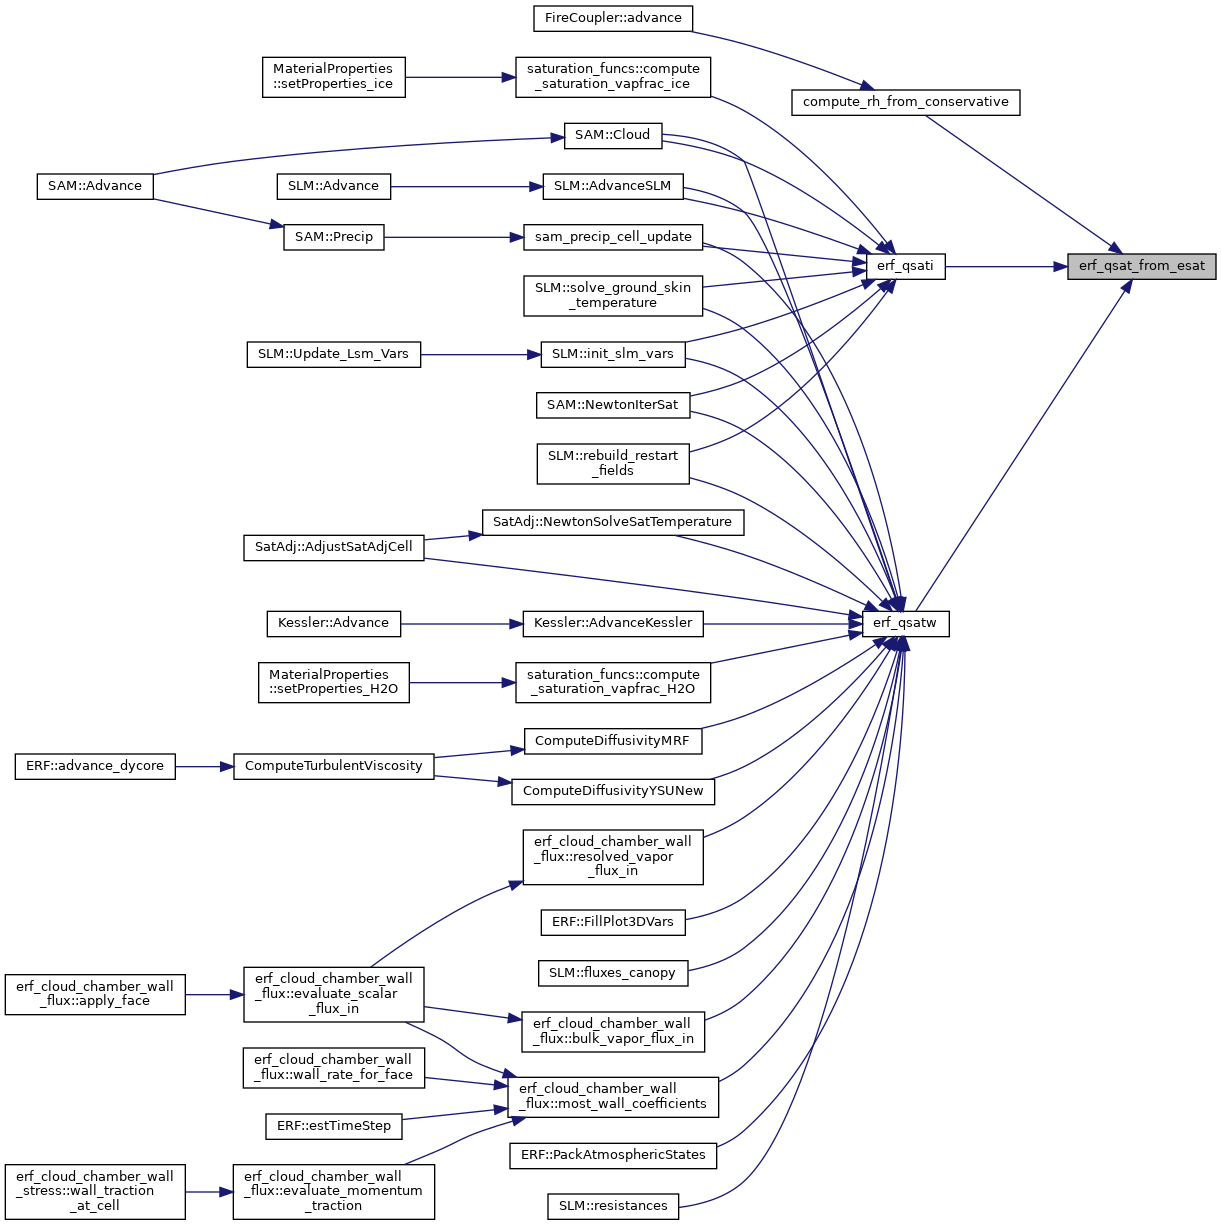 FireCoupler::advance
MaterialProperties
::setProperties_ice
saturation_funcs::compute
_saturation_vapfrac_ice
compute_rh_from_conservative
SAM::Cloud
SAM::Advance
SLM::Advance
SLM::AdvanceSLM
SAM::Precip
sam_precip_cell_update
erf_qsati
erf_qsat_from_esat
SLM::solve_ground_skin
_temperature
SLM::Update_Lsm_Vars
SLM::init_slm_vars
SAM::NewtonIterSat
SLM::rebuild_restart
_fields
SatAdj::NewtonSolveSatTemperature
SatAdj::AdjustSatAdjCell
Kessler::Advance
Kessler::AdvanceKessler
erf_qsatw
MaterialProperties
::setProperties_H2O
saturation_funcs::compute
_saturation_vapfrac_H2O
ComputeDiffusivityMRF
ERF::advance_dycore
ComputeTurbulentViscosity
ComputeDiffusivityYSUNew
erf_cloud_chamber_wall
_flux::resolved_vapor
_flux_in
ERF::FillPlot3DVars
SLM::fluxes_canopy
erf_cloud_chamber_wall
_flux::apply_face
erf_cloud_chamber_wall
_flux::evaluate_scalar
_flux_in
erf_cloud_chamber_wall
_flux::bulk_vapor_flux_in
erf_cloud_chamber_wall
_flux::wall_rate_for_face
erf_cloud_chamber_wall
_flux::most_wall_coefficients
ERF::estTimeStep
ERF::PackAtmosphericStates
erf_cloud_chamber_wall
_stress::wall_traction
_at_cell
erf_cloud_chamber_wall
_flux::evaluate_momentum
_traction
SLM::resistances